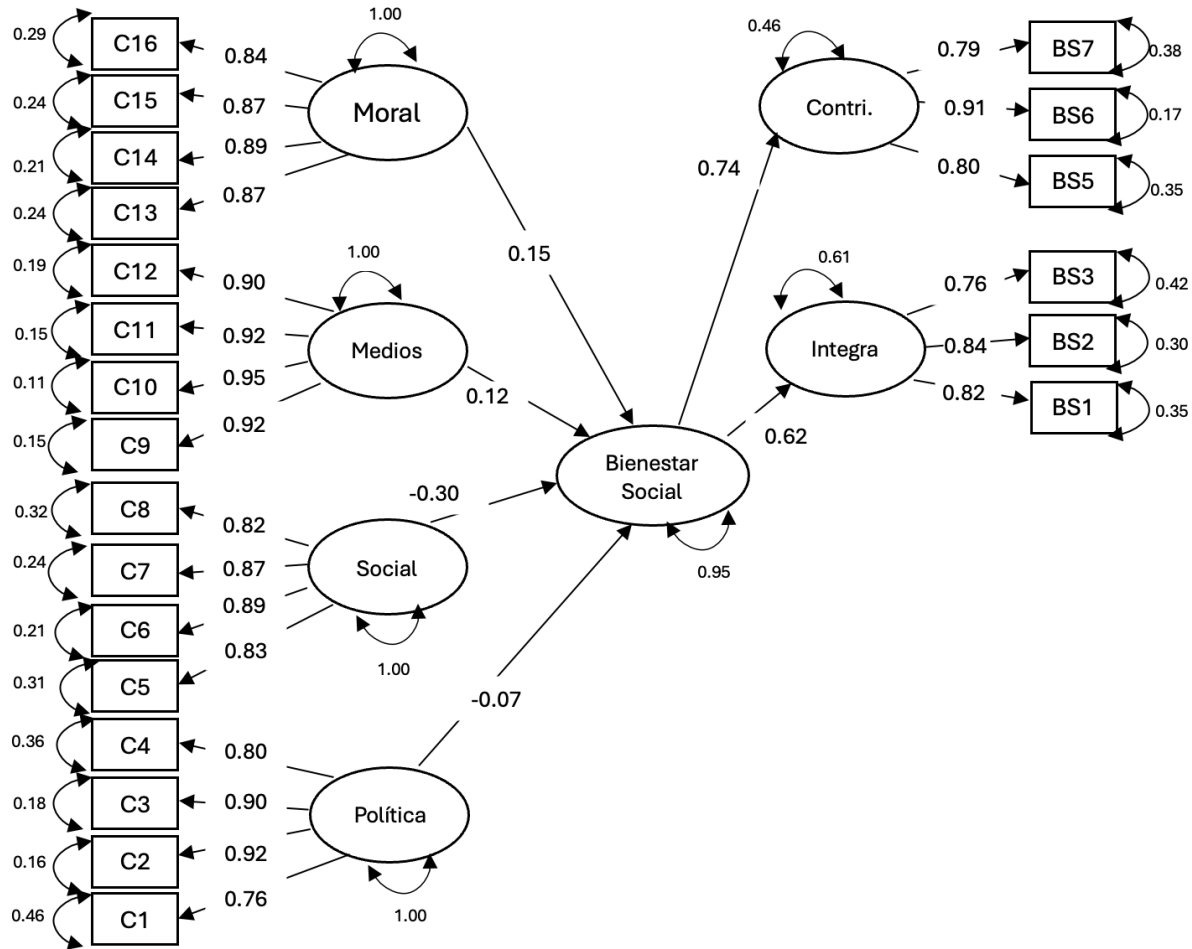 0.29
C16
0.84
0.24
C15
0.87
0.21
C14
0.89
0.24
C13
0.87
1.00
Moral
0.15
0.19
C12
0.90
0.15
C11
0.92
0.11
C10
0.95
0.15
C9
0.92
1.00
Medios
0.12
0.32
C8
0.82
0.24
C7
0.87
0.21
C6
0.89
0.31
C5
0.83
Social
1.00
-0.30
0.36
C4
0.80
0.18
C3
0.90
0.16
C2
0.92
0.46
C1
0.76
Política
1.00
-0.07
Bienestar
Social
0.95
0.74
0.62
0.46
Contri.
0.79
BS7
0.38
0.91
BS6
0.17
0.80
BS5
0.35
0.61
Integra
0.76
BS3
0.42
0.84
BS2
0.30
0.82
BS1
0.35